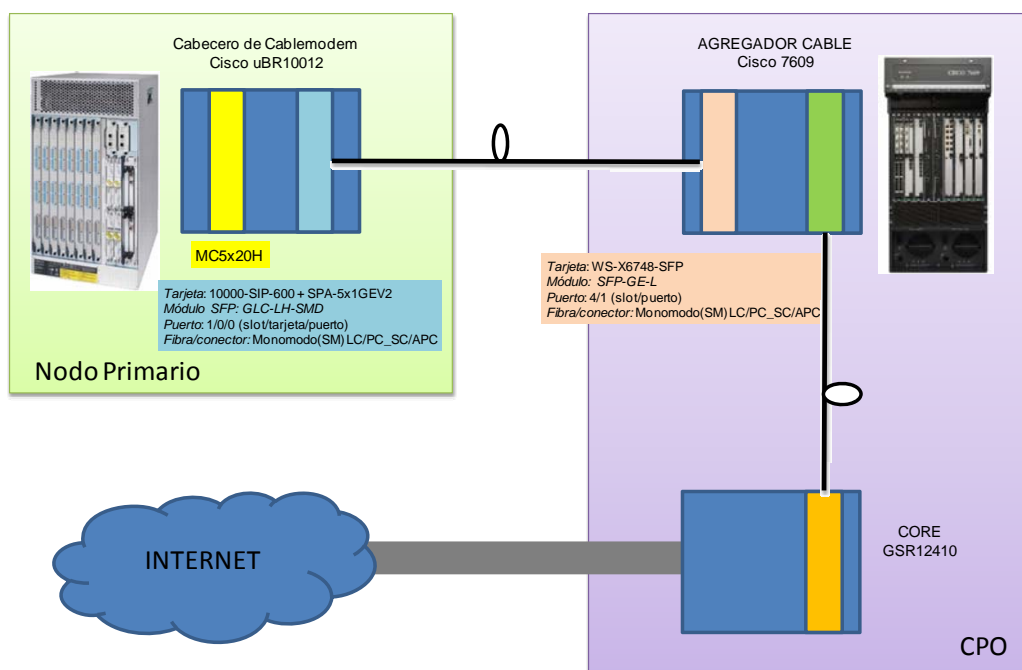 Cabecero de Cablemodem
Cisco uBR10012
MC5x20H
Tarjeta: 10000-SIP-600 + SPA-5x1GEV2
Módulo SFP: GLC-LH-SMD
Puerto: 1/0/0 (slot/tarjeta/puerto)
Fibra/conector: Monomodo(SM) LC/PC_SC/APC
Nodo Primario
AGREGADOR CABLE
Cisco 7609
CISCO 7609
Tarjeta: WS-X6748-SFP
Módulo: SFP-GE-L
Puerto: 4/1 (slot/puerto)
Fibra/conector: Monomodo(SM) LC/PC_SC/APC
INTERNET
CORE
GSR12410
CPO